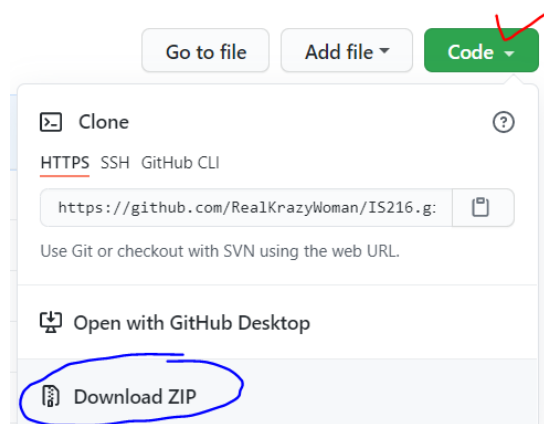 Go to file Add file Code
Clone
HTTPS SSH GitHub CLI
https://github.com/RealKrazyWoman/IS216.g
Use Git or checkout with SVN using the web URL.
Open with GitHub Desktop
Download ZIP